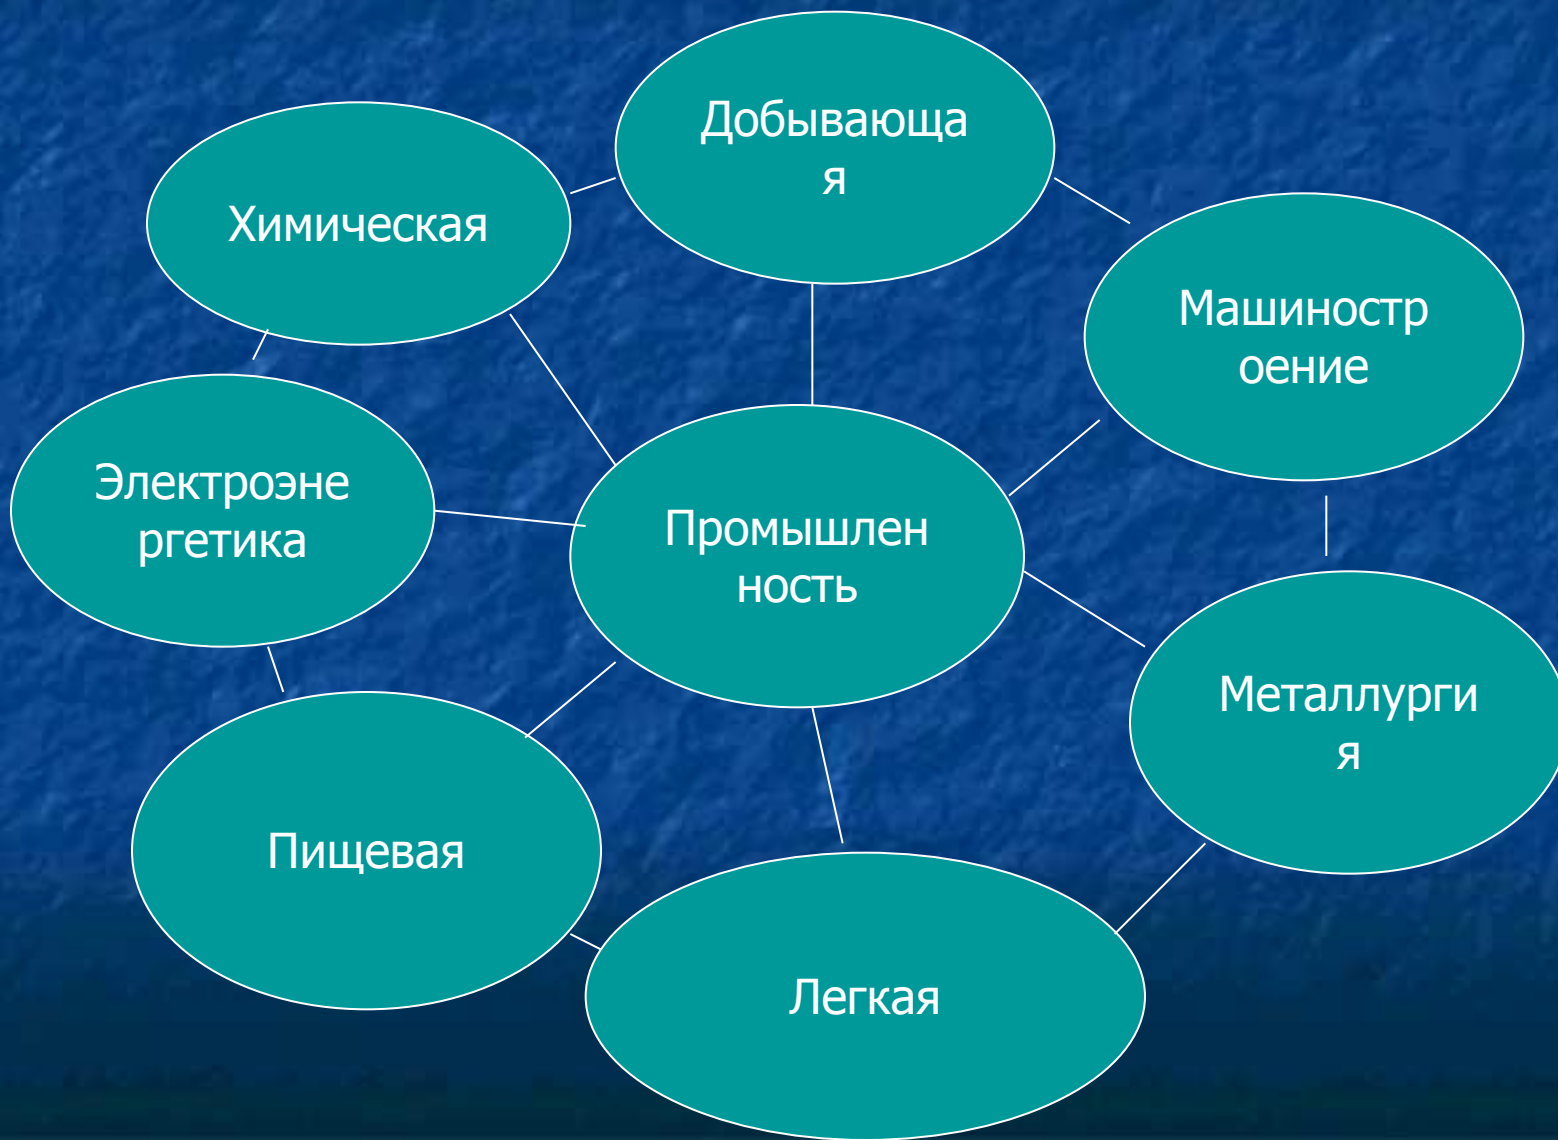 Добывающа
я
Химическая
Машиностр
оение
Электроэне
ргетика
Промышлен
ность
Металлурги
я
Пищевая
Легкая